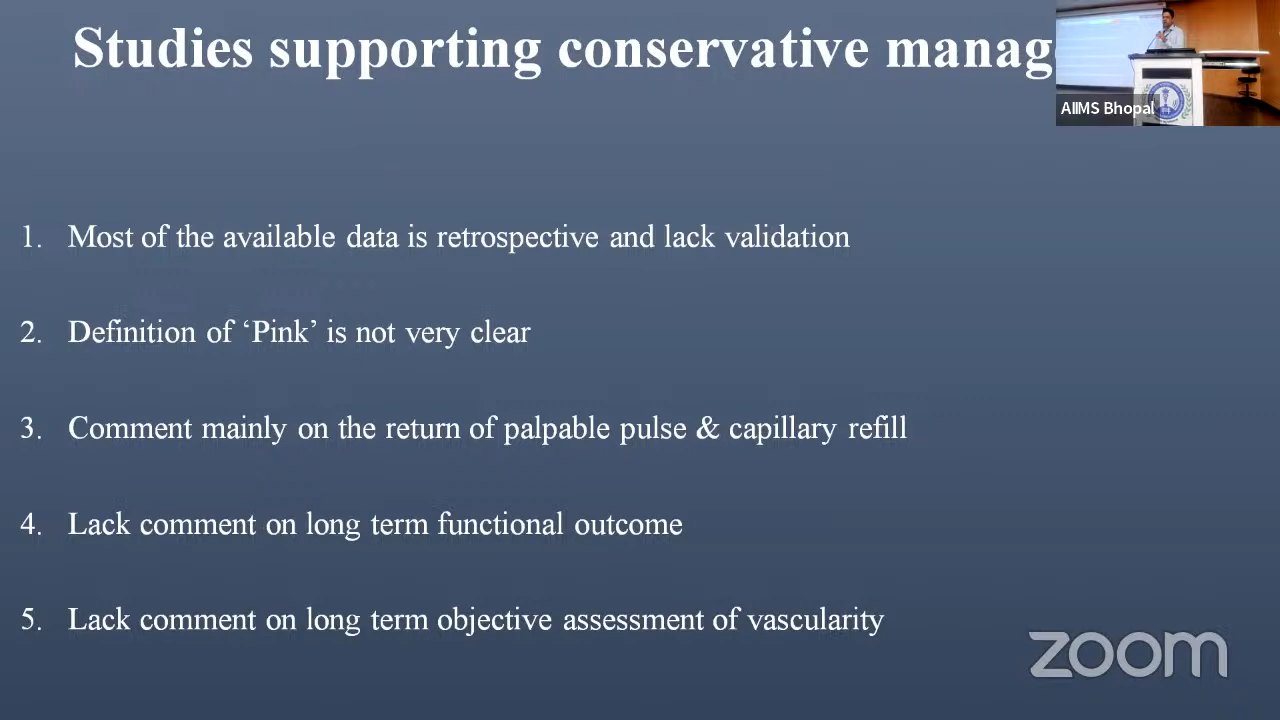 Studies supporting conservative manag
AIIMS Bhopal
1. Most of the available data is retrospective and lack validation
2. Definition of ‘Pink’ is not very clear
3. Comment mainly on the return of palpable pulse & capillary refill
4. Lack comment on long term functional outcome
5. Lack comment on long term objective assessment of vascularity
zoom